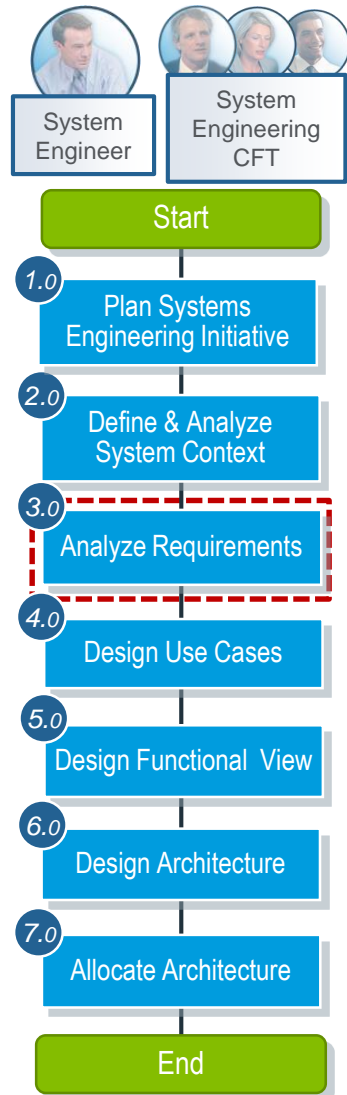 System
Engineer
System
Engineering
CFT
Start
1.0
Plan Systems
Engineering Initiative
2.0
Define & Analyze
System Context
3.0
Analyze Requirements
4.0
Design Use Cases
5.0
Design Functional View
6.0
Design Architecture
7.0
Allocate Architecture
End